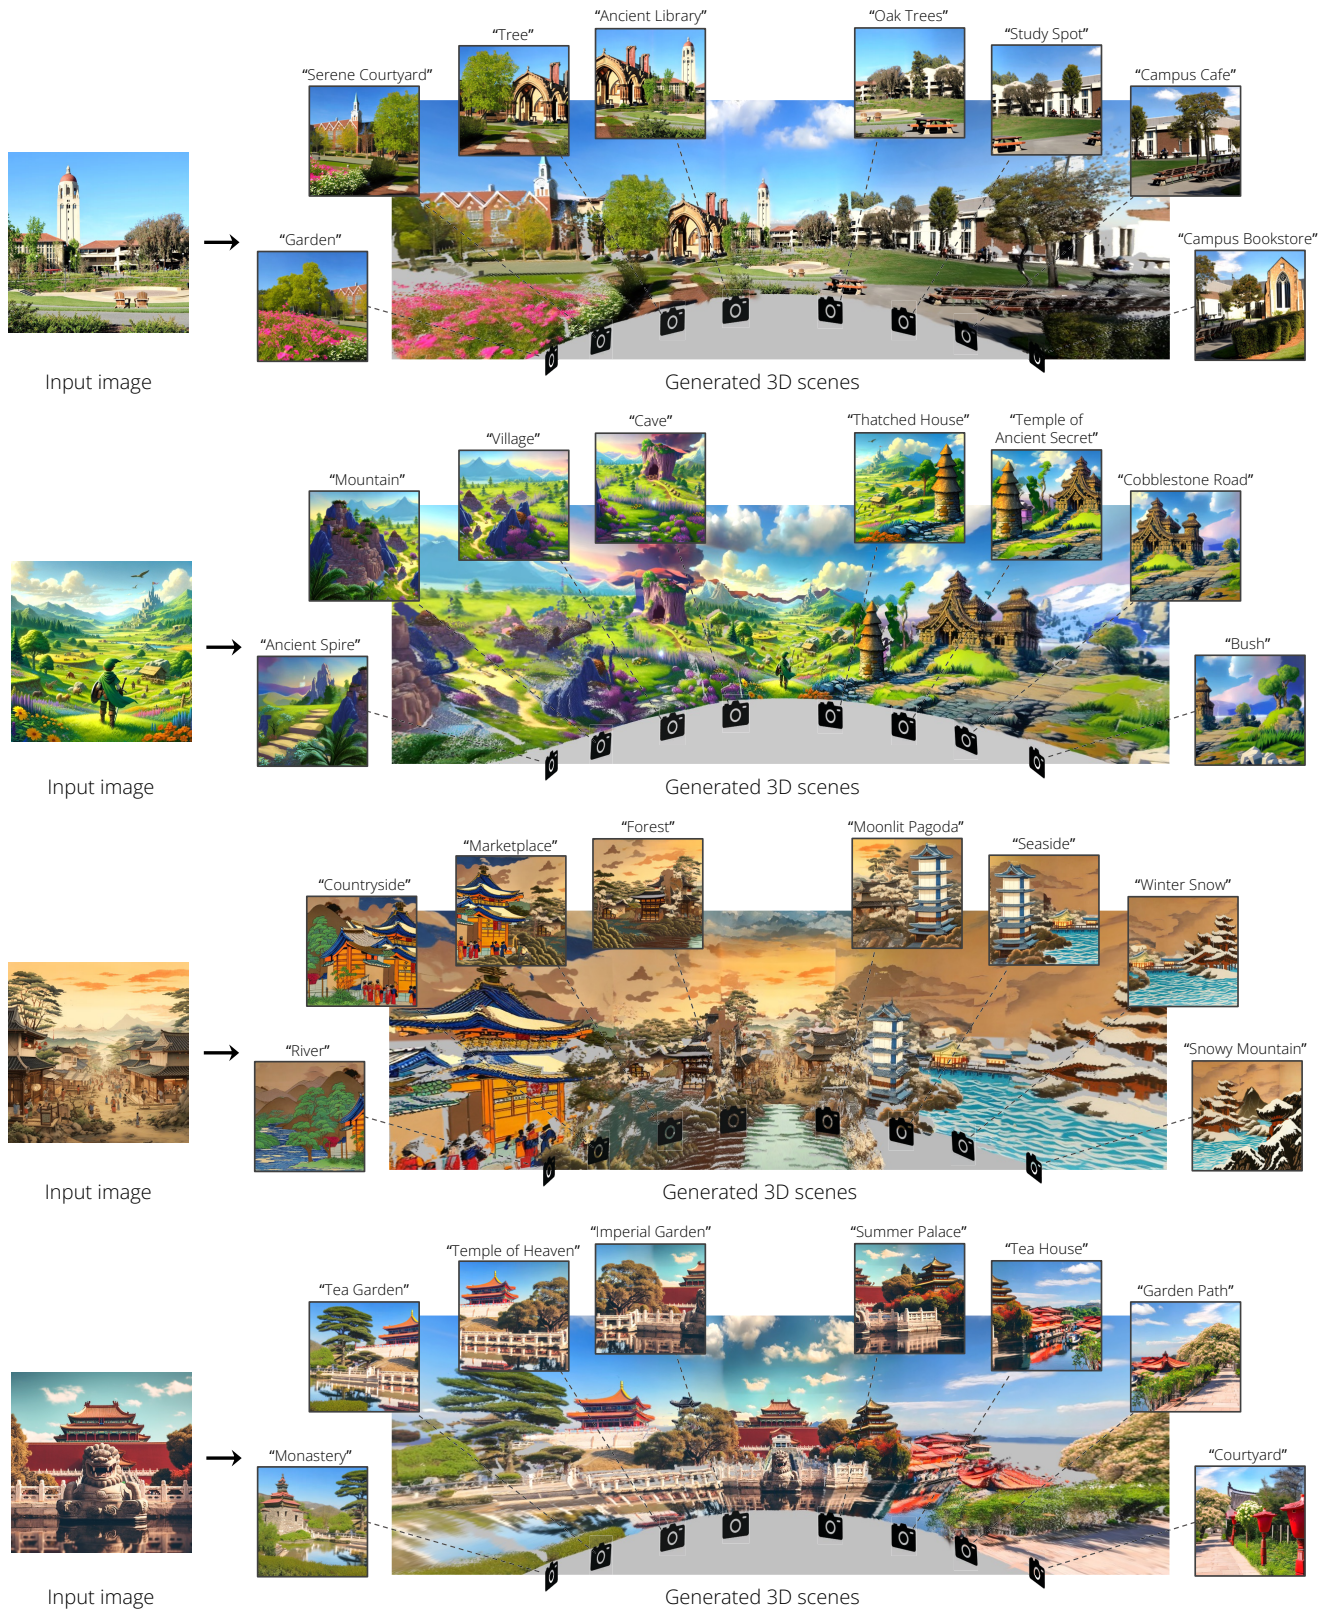 “Ancient Library”
“Oak Trees”
“Tree”
“Study Spot”
“Serene Courtyard”
“Campus Cafe”
“Garden”
“Campus Bookstore”
Input image
Generated 3D scenes
“Cave”
“Thatched House”
“Temple of
Ancient Secret”
“Village”
“Mountain”
“Cobblestone Road”
“Ancient Spire”
“Bush”
Input image
Generated 3D scenes
“Forest”
“Moonlit Pagoda”
“Marketplace”
“Seaside”
“Countryside”
“Winter Snow”
“River”
“Snowy Mountain”
Input image
Generated 3D scenes
“Imperial Garden”
“Summer Palace”
“Temple of Heaven”
“Tea House”
“Tea Garden”
“Garden Path”
“Monastery”
“Courtyard”
Input image
Generated 3D scenes